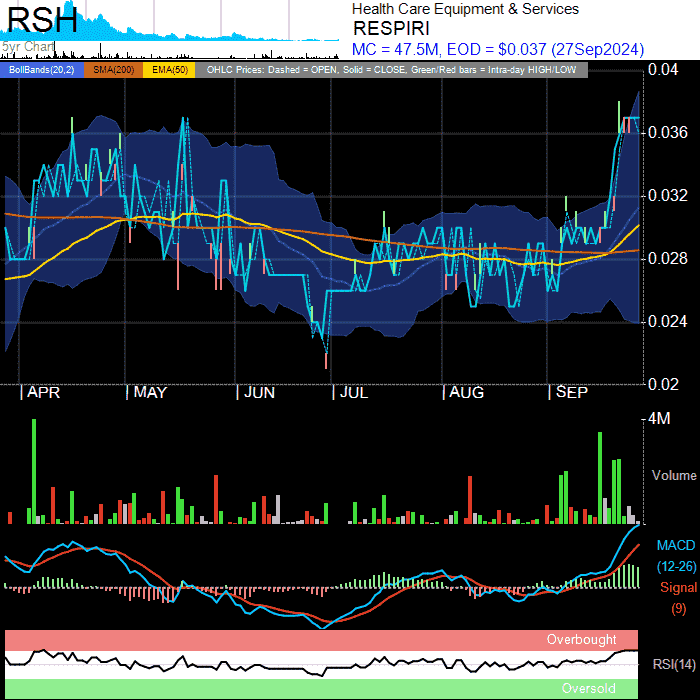 RSH
5yr Chart
Health Care Equipment & Services
RESPIRI
MC = 47.5M, EOD = $0.037 (27Sep2024)
BollBands(20,2) SMA(200) EMA(50) OHLC Prices: Dashed = OPEN, Solid = CLOSE, Green/Red bars = Intra-day HIGH/LOW
0.04
0.036
0.032
0.028
0.024
0.02
APR MAY JUN JUL AUG SEP
4M
Volume
MACD
(12-26)
Signal
(9)
Overbought
RSI(14)
Oversold